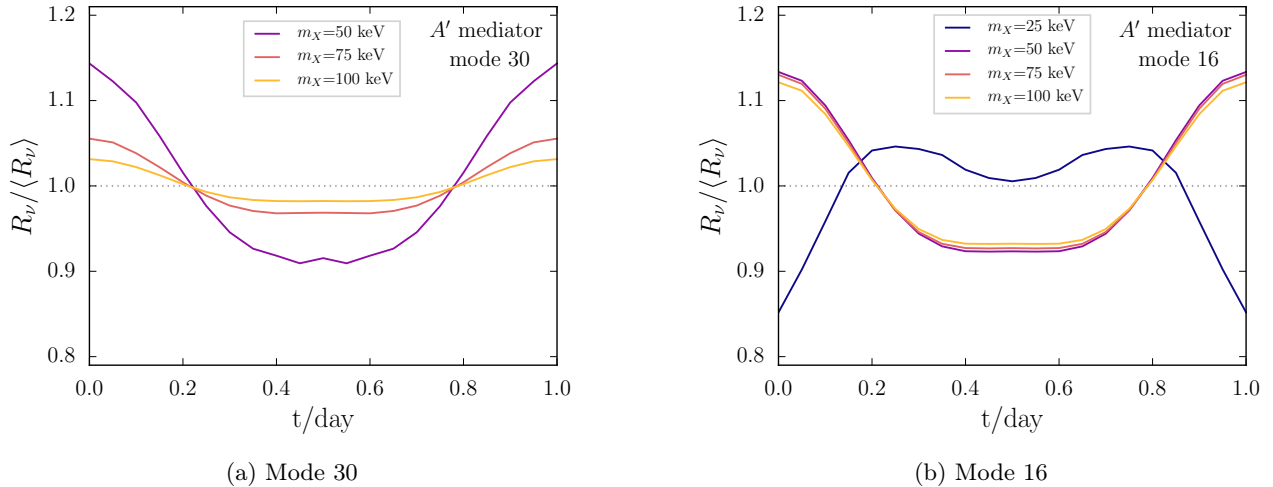 m_X=50 keV
m_X=75 keV
m_X=100 keV
A′ mediator
mode 30
1.1
1.0
0.9
0.8
R_ν/⟨R_ν⟩
0.0 0.2 0.4 0.6 0.8 1.0
t/day
(a) Mode 30
m_X=25 keV
m_X=50 keV
m_X=75 keV
m_X=100 keV
A′ mediator
mode 16
1.1
1.0
0.9
0.8
R_ν/⟨R_ν⟩
0.0 0.2 0.4 0.6 0.8 1.0
t/day
(b) Mode 16